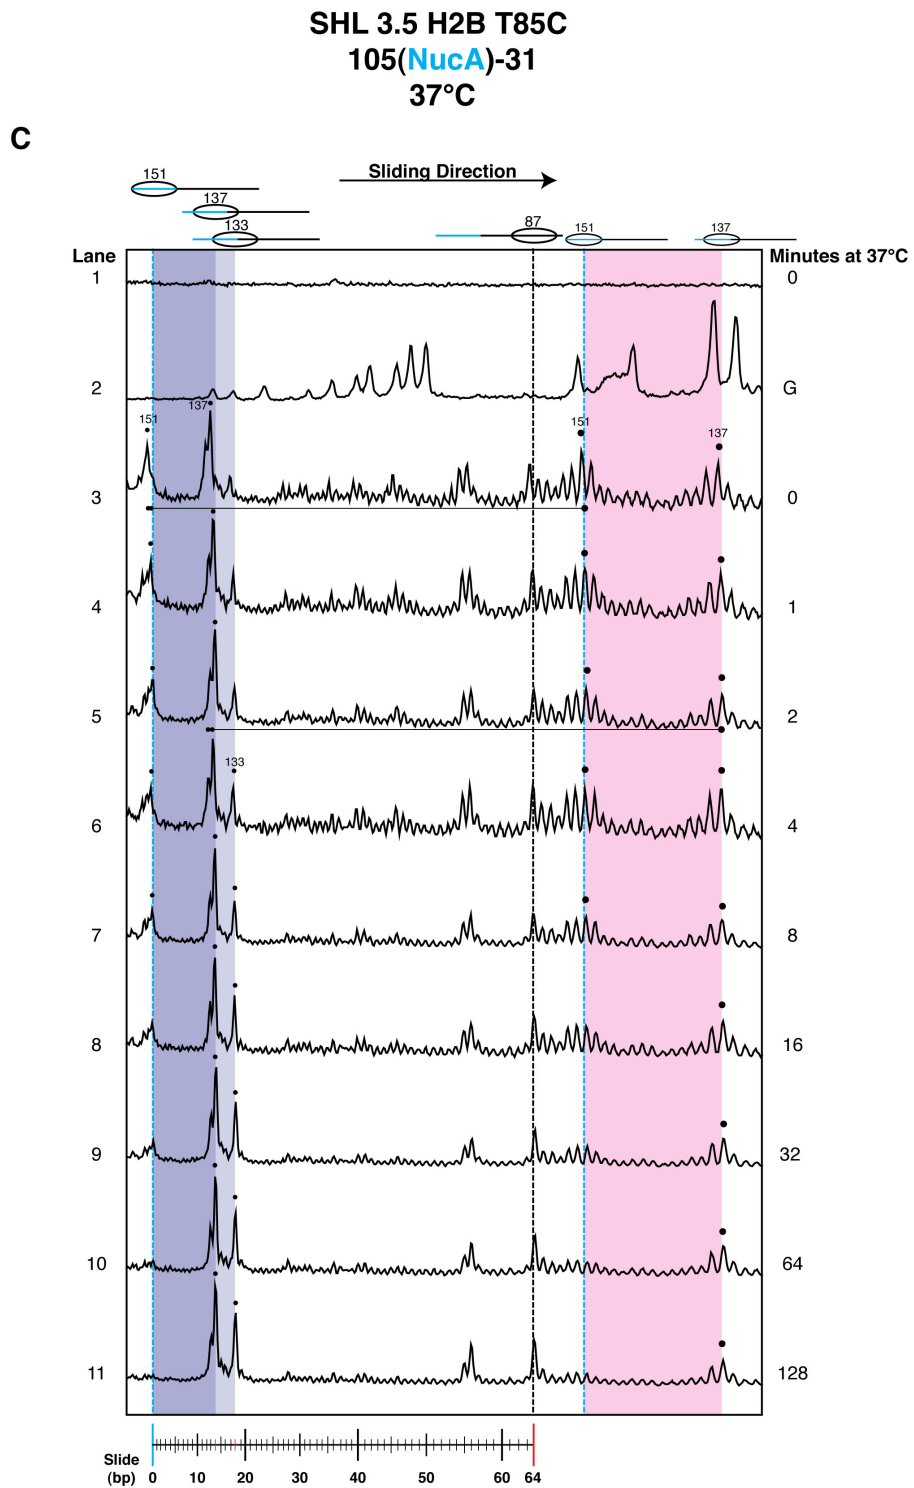 SHL 3.5 H2B T85C
105(NucA)-31
37°C
C
151
Sliding Direction
137
133
87
151
137
Lane
Minutes at 37°C
1
0
2
G
137
151
151
137
3
0
4
1
5
2
133
6
4
7
8
8
16
9
32
10
64
11
128
Slide
(bp)
0 10 20 30 40 50 60 64